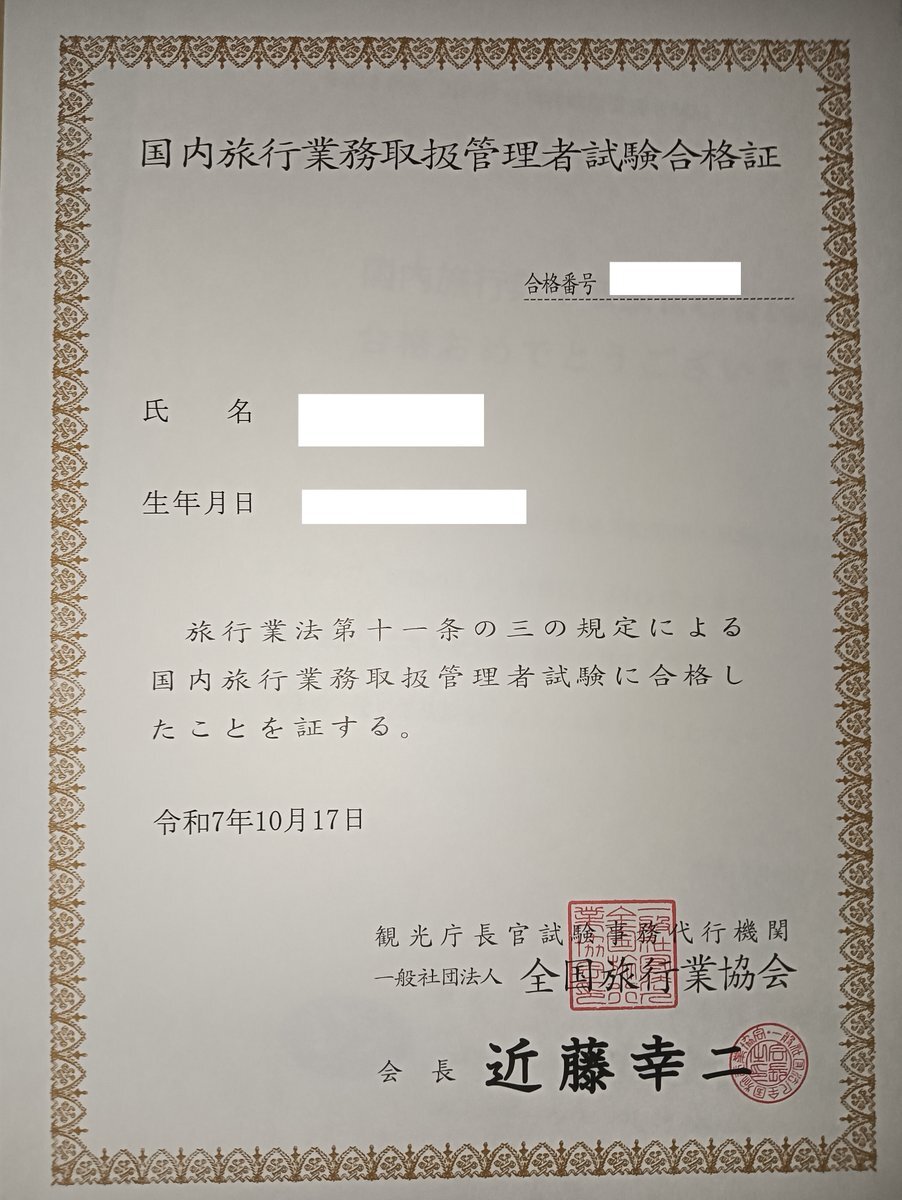 国内旅行業務取扱管理者試験合格証
合格番号
氏　名
生年月日
旅行業法第十一条の三の規定による
国内旅行業務取扱管理者試験に合格し
たことを証する。
令和7年10月17日
観光庁長官試験事務代行機関
一般社団法人 全国旅行業協会
会長 近藤幸二